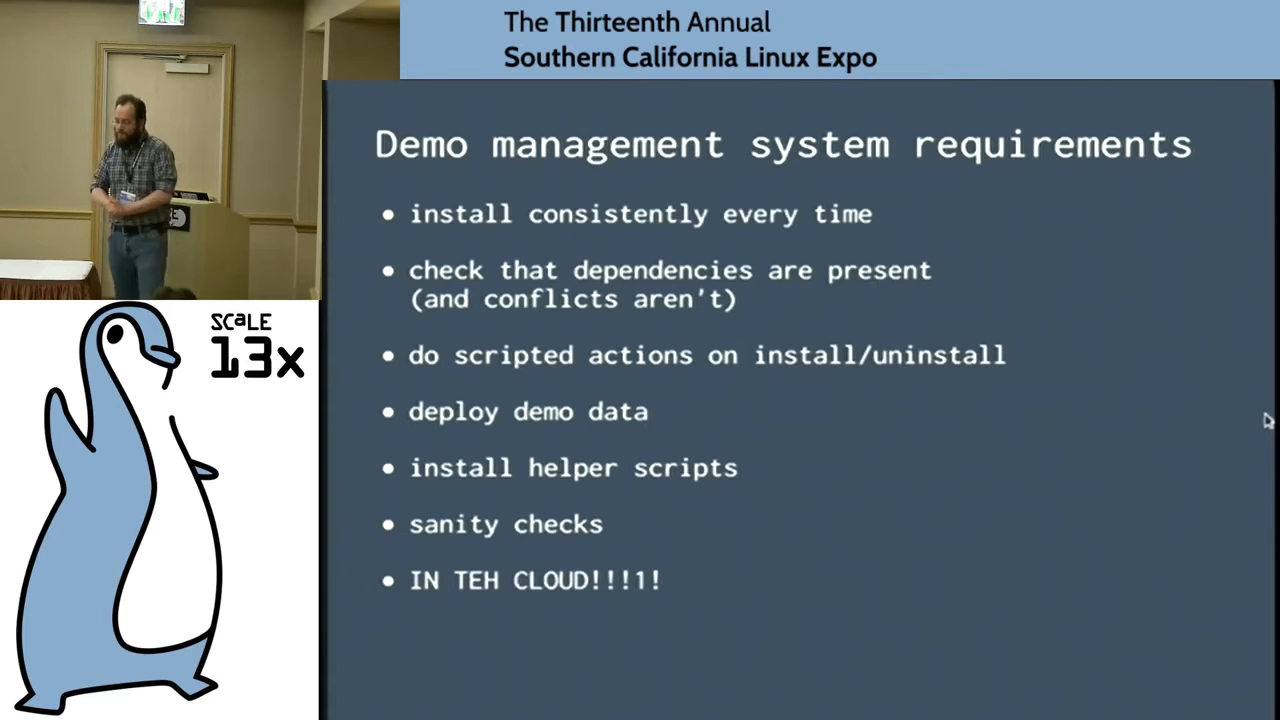 The Thirteenth Annual
Southern California Linux Expo
Demo management system requirements
• install consistently every time
• check that dependencies are present
(and conflicts aren't)
• do scripted actions on install/uninstall
• deploy demo data
• install helper scripts
• sanity checks
• IN TEH CLOUD!!!1!
SCaLE
13x